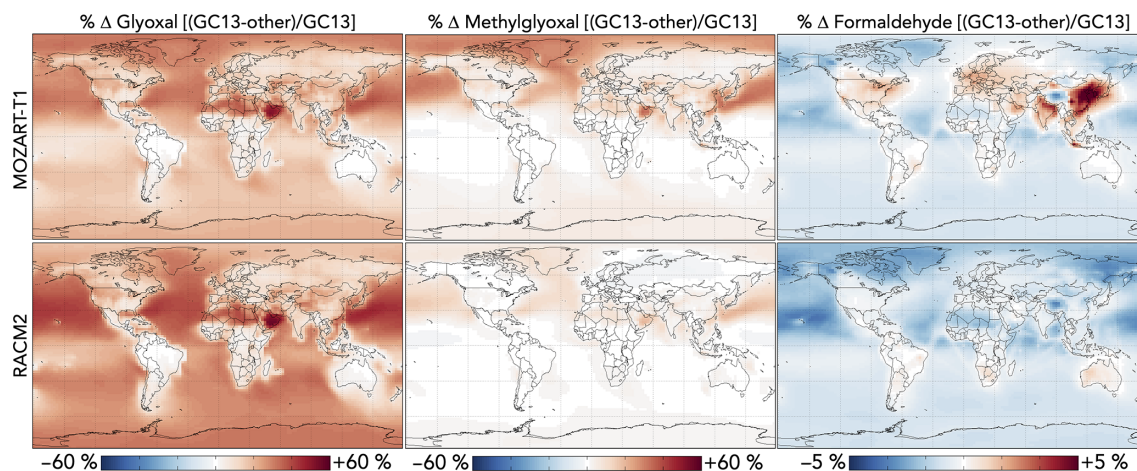 % Δ Glyoxal [(GC13-other)/GC13]
% Δ Methylglyoxal [(GC13-other)/GC13]
% Δ Formaldehyde [(GC13-other)/GC13]
MOZART-T1
RACM2
–60 %
+60 %
–60 %
+60 %
–5 %
+5 %